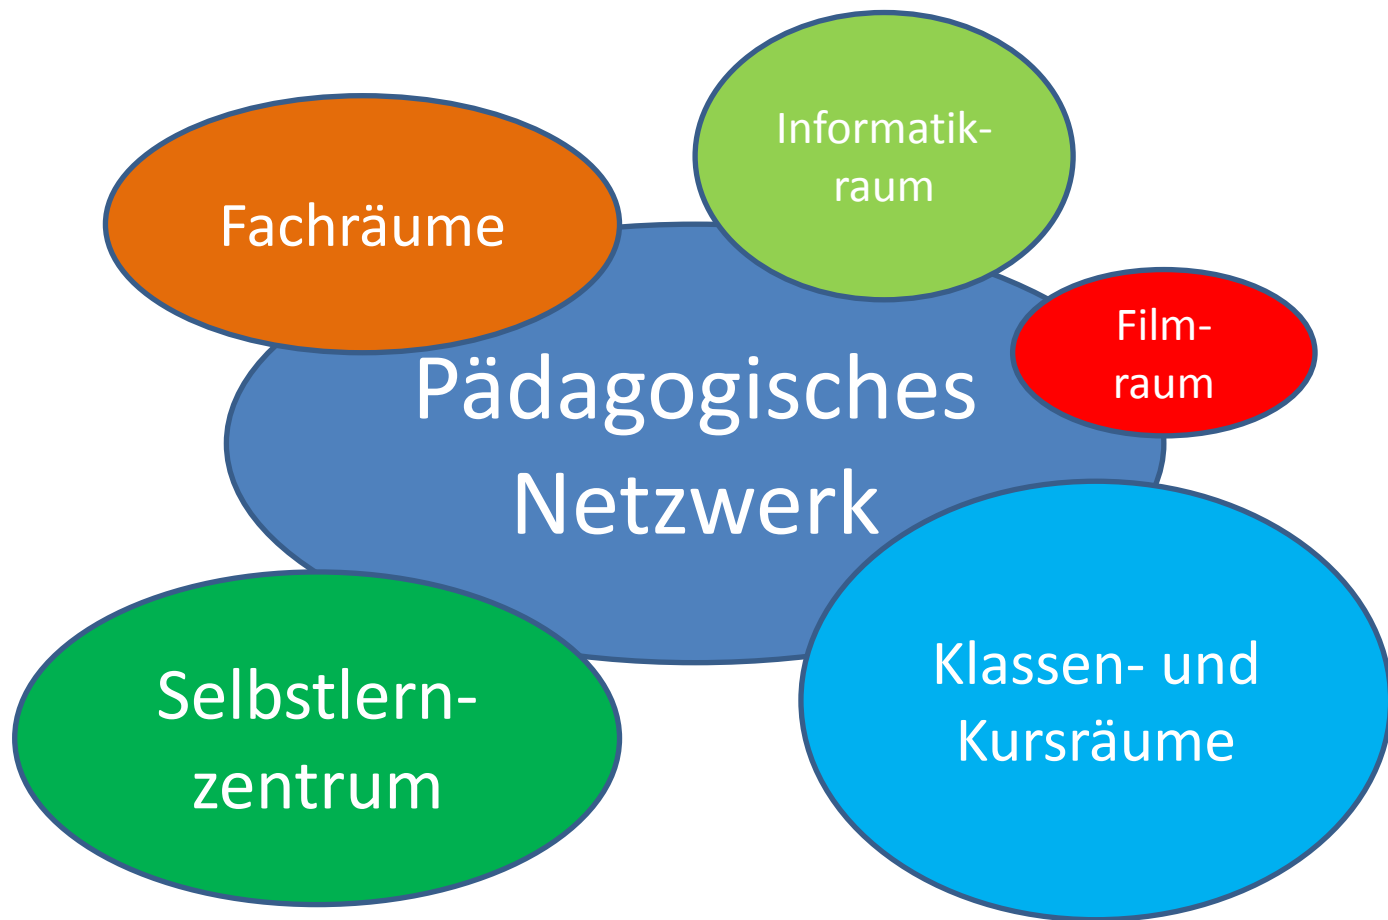 Informatik-
raum
Fachräume
Film-
raum
Pädagogisches
Netzwerk
Selbstlern-
zentrum
Klassen- und
Kursräume